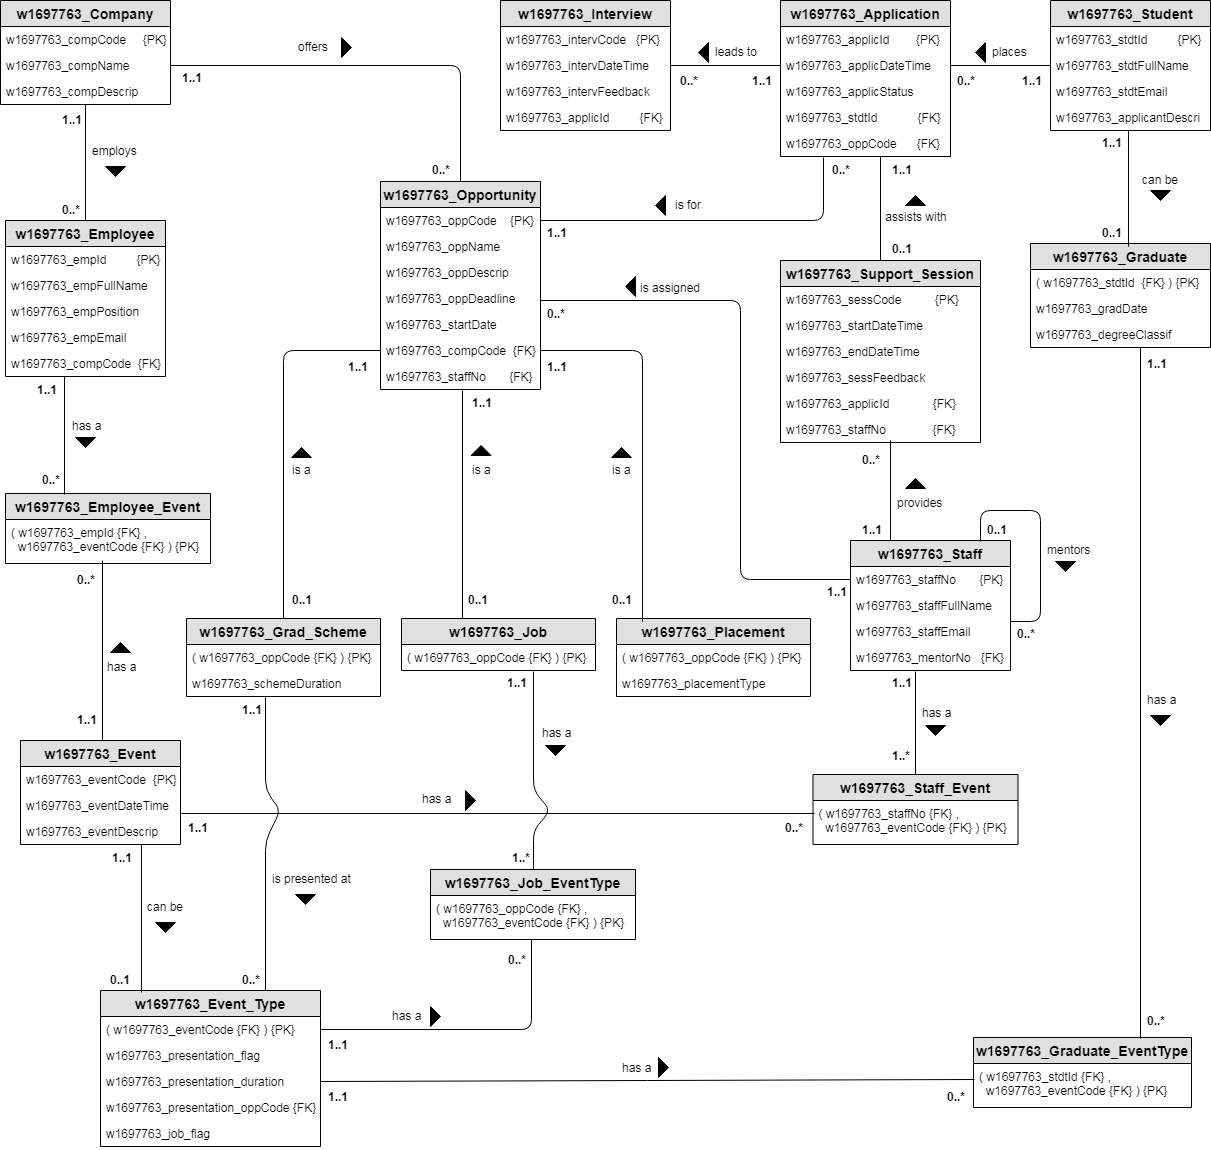 w1697763_Company
w1697763_compCode {PK}
w1697763_compName
w1697763_compDescrip
offers
1..1
0..*
w1697763_Interview
w1697763_intervCode {PK}
w1697763_intervDateTime
w1697763_intervFeedback
w1697763_applicId {FK}
leads to
0..*
1..1
w1697763_Application
w1697763_applicId {PK}
w1697763_applicDateTime
w1697763_applicStatus
w1697763_stdtId {FK}
w1697763_oppCode {FK}
places
0..*
1..1
w1697763_Student
w1697763_stdtId {PK}
w1697763_stdtFullName
w1697763_stdtEmail
w1697763_applicantDescri
1..1
employs
0..*
0..*
is for
1..1
1..1
assists with
0..1
1..1
can be
0..1
w1697763_Employee
w1697763_empId {PK}
w1697763_empFullName
w1697763_empPosition
w1697763_empEmail
w1697763_compCode {FK}
w1697763_Opportunity
w1697763_oppCode {PK}
w1697763_oppName
w1697763_oppDescrip
w1697763_oppDeadline
w1697763_startDate
w1697763_compCode {FK}
w1697763_staffNo {FK}
is assigned
0..*
1..1
w1697763_Support_Session
w1697763_sessCode {PK}
w1697763_startDateTime
w1697763_endDateTime
w1697763_sessFeedback
w1697763_applicId {FK}
w1697763_staffNo {FK}
w1697763_Graduate
( w1697763_stdtId {FK} ) {PK}
w1697763_gradDate
w1697763_degreeClassif
1..1
has a
0..*
1..1
is a
0..1
1..1
is a
0..1
1..1
is a
0..1
0..*
provides
1..1
0..1
mentors
0..*
1..1
has a
0..*
w1697763_Employee_Event
( w1697763_empId {FK} ,
w1697763_eventCode {FK} ) {PK}
0..*
has a
1..1
w1697763_Staff
w1697763_staffNo {PK}
w1697763_staffFullName
w1697763_staffEmail
w1697763_mentorNo {FK}
w1697763_Grad_Scheme
( w1697763_oppCode {FK} ) {PK}
w1697763_schemeDuration
w1697763_Job
( w1697763_oppCode {FK} ) {PK}
w1697763_Placement
( w1697763_oppCode {FK} ) {PK}
w1697763_placementType
1..1
is presented at
0..*
1..1
has a
1..*
1..1
has a
1..*
w1697763_Event
w1697763_eventCode {PK}
w1697763_eventDateTime
w1697763_eventDescrip
has a
1..1
0..*
w1697763_Staff_Event
( w1697763_staffNo {FK} ,
w1697763_eventCode {FK} ) {PK}
1..1
can be
0..1
w1697763_Job_EventType
( w1697763_oppCode {FK} ,
w1697763_eventCode {FK} ) {PK}
0..*
has a
1..1
w1697763_Event_Type
( w1697763_eventCode {FK} ) {PK}
w1697763_presentation_flag
w1697763_presentation_duration
w1697763_presentation_oppCode {FK}
w1697763_job_flag
has a
1..1
0..*
w1697763_Graduate_EventType
( w1697763_stdtId {FK} ,
w1697763_eventCode {FK} ) {PK}